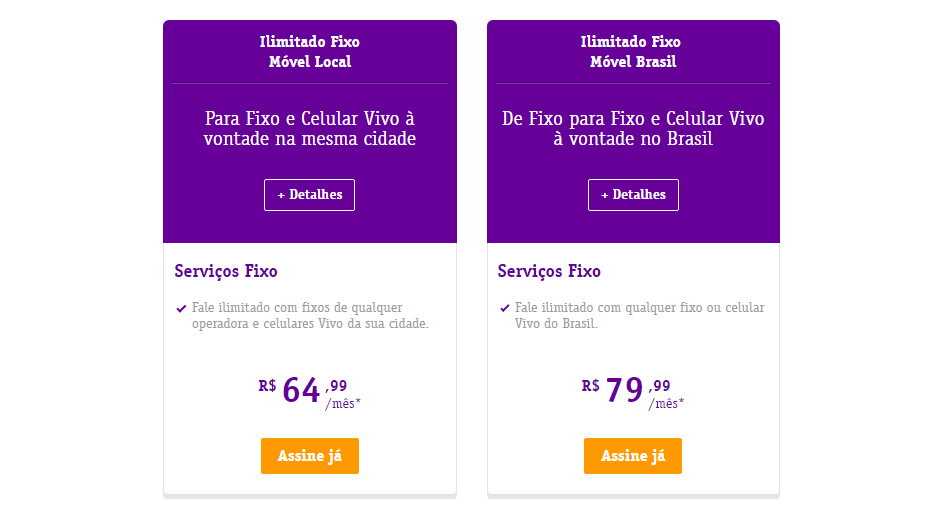 Ilimitado Fixo
Móvel Local
Para Fixo e Celular Vivo à
vontade na mesma cidade
+ Detalhes
Serviços Fixo
Fale ilimitado com fixos de qualquer
operadora e celulares Vivo da sua cidade.
R$ 64,99
/mês*
Assine já
Ilimitado Fixo
Móvel Brasil
De Fixo para Fixo e Celular Vivo
à vontade no Brasil
+ Detalhes
Serviços Fixo
Fale ilimitado com qualquer fixo ou celular
Vivo do Brasil.
R$ 79,99
/mês*
Assine já